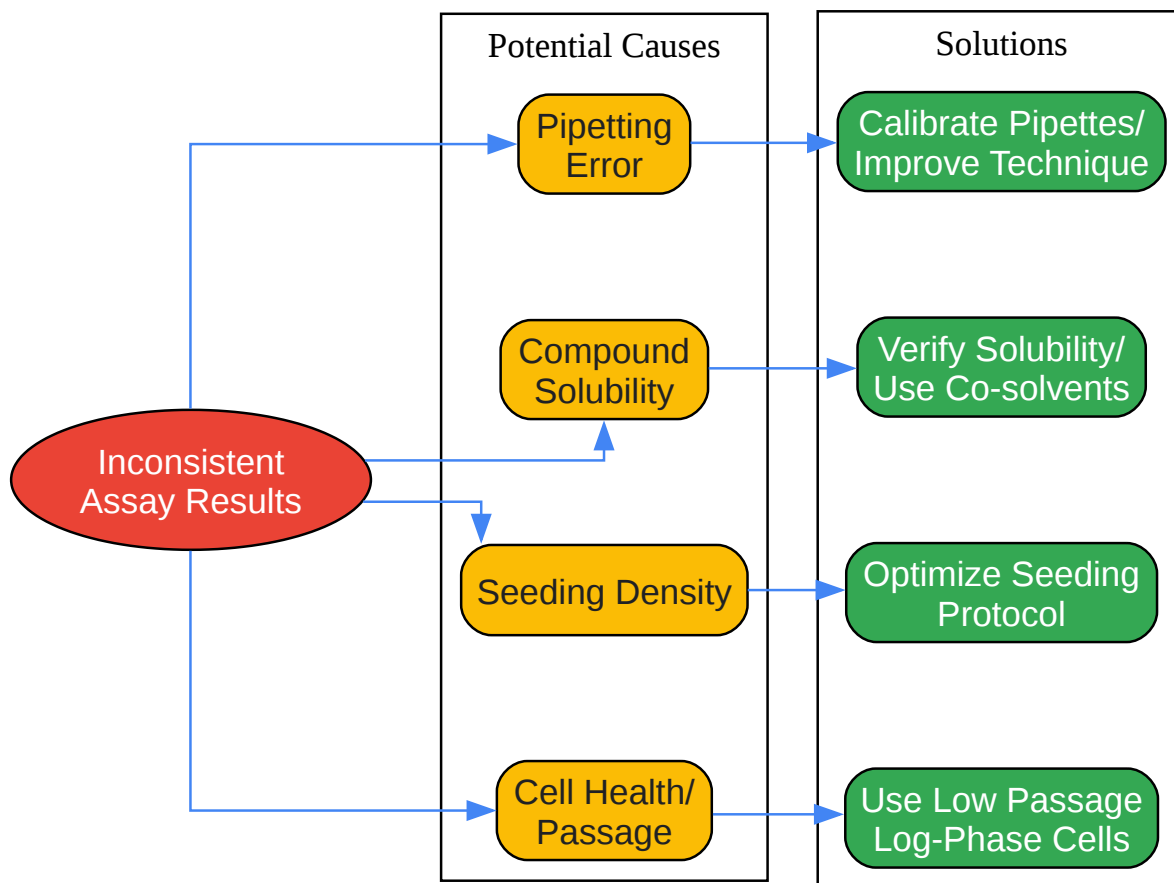 Potential Causes
Solutions
Pipetting
Error
Calibrate Pipettes/
Improve Technique
Compound
Solubility
Verify Solubility/
Use Co-solvents
Inconsistent
Assay Results
Seeding Density
Optimize Seeding
Protocol
Cell Health/
Passage
Use Low Passage
Log-Phase Cells